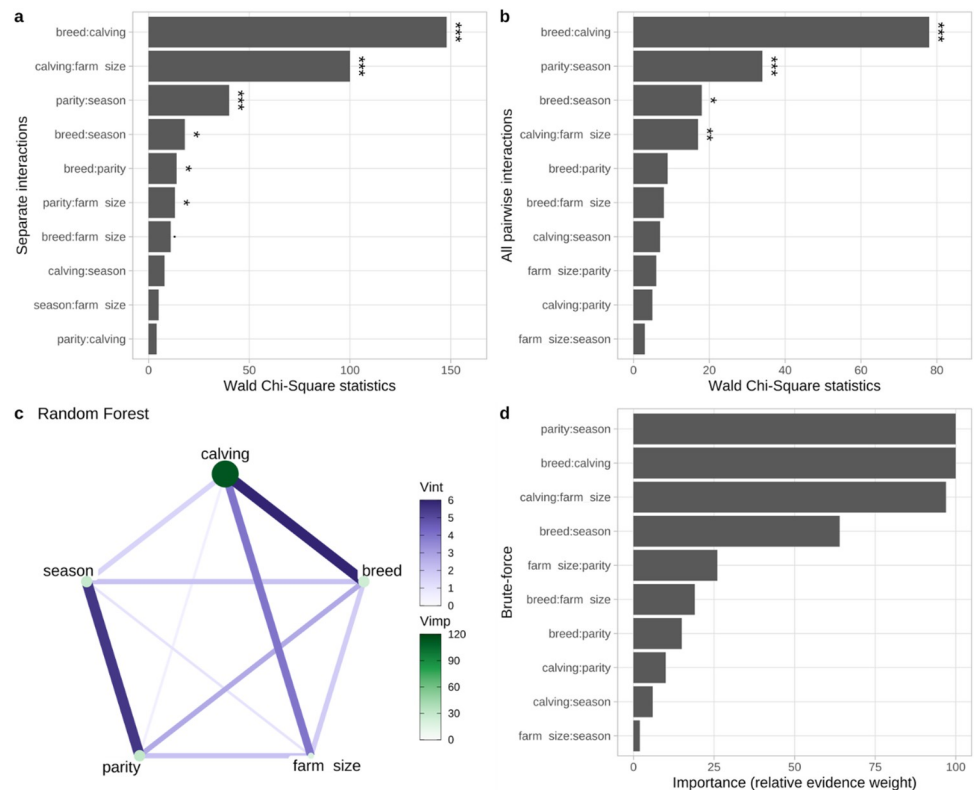 a
Separate interactions
breed:calving ***
calving:farm size ***
parity:season ***
breed:season *
breed:parity *
parity:farm size *
breed:farm size .
calving:season
season:farm size
parity:calving
0 50 100 150
Wald Chi-Square statistics
b
All pairwise interactions
breed:calving ***
parity:season ***
breed:season *
calving:farm size **
breed:parity
breed:farm size
calving:season
farm size:parity
calving:parity
farm size:season
0 20 40 60 80
Wald Chi-Square statistics
c Random Forest
calving
season
breed
parity
farm size
Vint
6
5
4
3
2
1
0
Vimp
120
90
60
30
0
d
Brute-force
parity:season
breed:calving
calving:farm size
breed:season
farm size:parity
breed:farm size
breed:parity
calving:parity
calving:season
farm size:season
0 25 50 75 100
Importance (relative evidence weight)